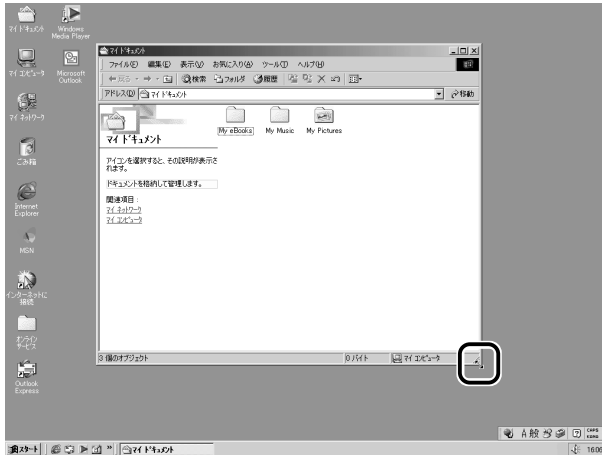 マイ ドキュメント
Windows
Media Player
マイ コンピュータ
Microsoft
Outlook
マイ ネットワーク
ごみ箱
Internet
Explorer
MSN
インターネットに
接続
オンライン
サービス
Outlook
Express
マイ ドキュメント
ファイル(F) 編集(E) 表示(V) お気に入り(A) ツール(T) ヘルプ(H)
戻る 検索 フォルダ 履歴
アドレス(D) マイ ドキュメント 移動
マイ ドキュメント
My eBooks My Music My Pictures
アイコンを選択すると、その説明が表示さ
れます。
ドキュメントを格納して管理します。
関連項目:
マイ ネットワーク
マイ コンピュータ
3 個のオブジェクト 0 バイト マイ コンピュータ
A 般 CAPS
KANA
スタート マイ ドキュメント 16:06